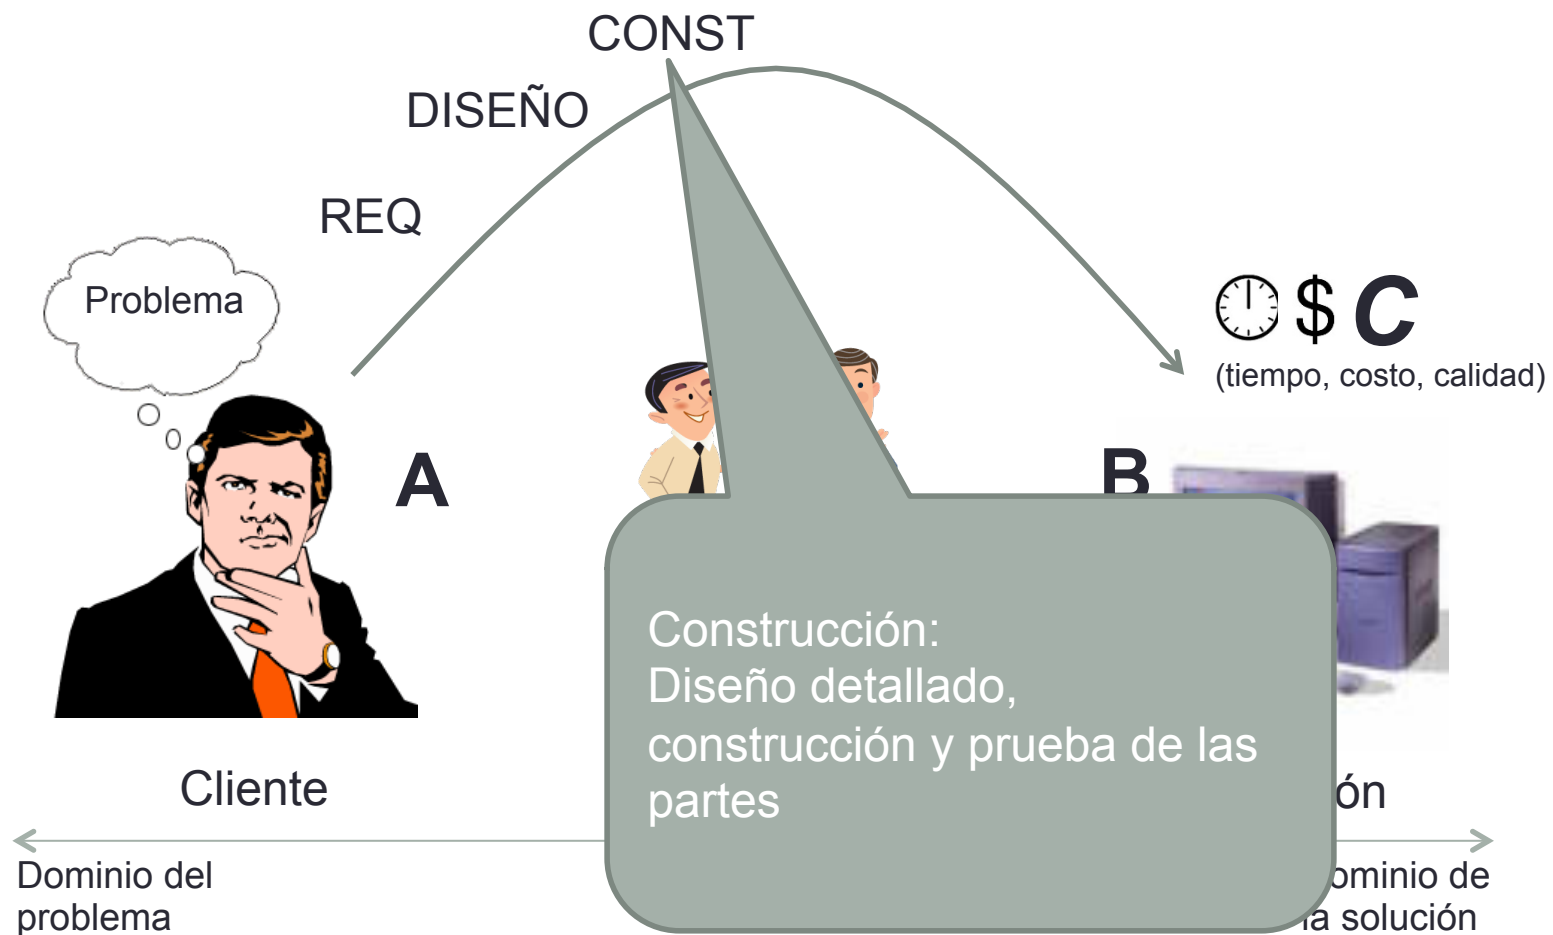 CONST
DISEÑO
REQ
Problema
$ C
(tiempo, costo, calidad)
A
B
Construcción:
Diseño detallado,
construcción y prueba de las
partes
Cliente
Dominio del
problema
solución